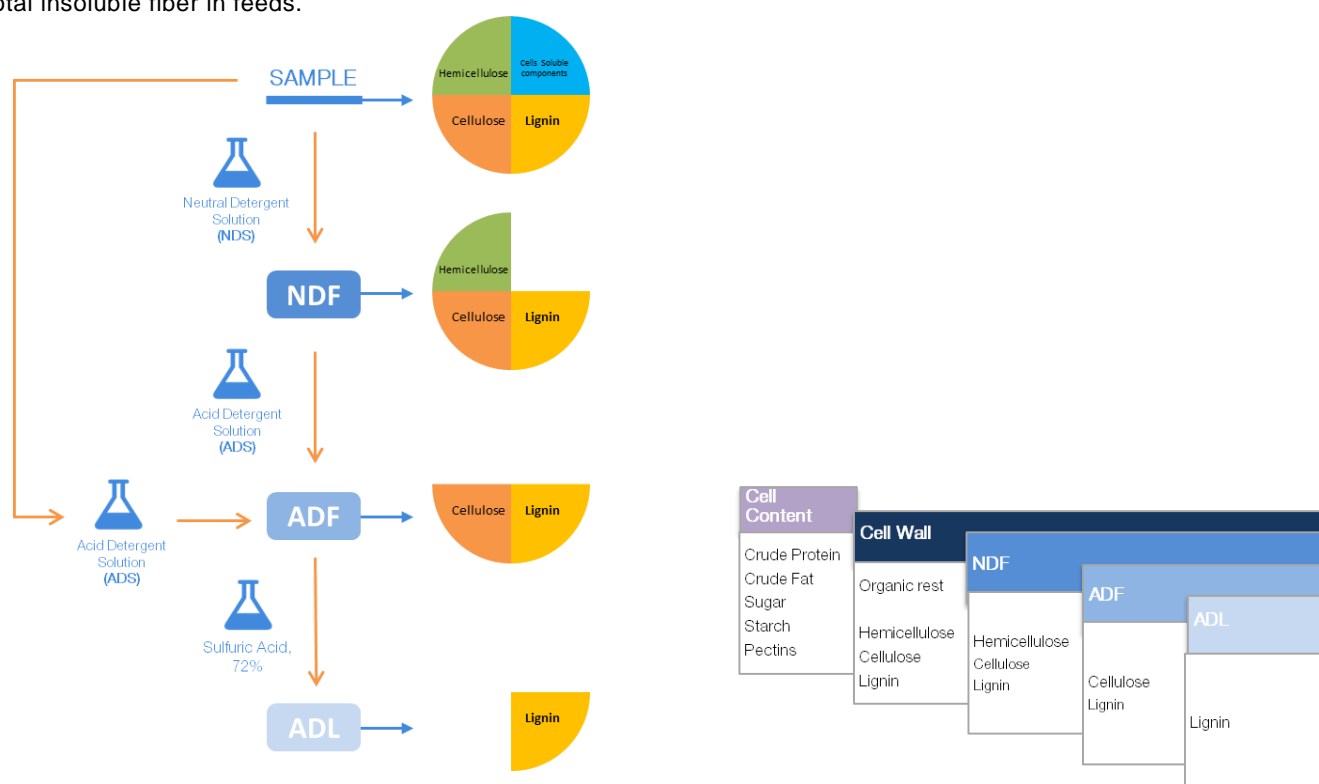 otal insoluble fiber in feeds.
SAMPLE
Hemicellulose
Cells Soluble
components
Cellulose
Lignin
Neutral Detergent
Solution
(NDS)
NDF
Hemicellulose
Cellulose
Lignin
Acid Detergent
Solution
(ADS)
Acid Detergent
Solution
(ADS)
ADF
Cellulose
Lignin
Sulfuric Acid,
72%
ADL
Lignin
Cell
Content
Crude Protein
Crude Fat
Sugar
Starch
Pectins
Cell Wall
Organic rest
Hemicellulose
Cellulose
Lignin
NDF
Hemicellulose
Cellulose
Lignin
ADF
Cellulose
Lignin
ADL
Lignin